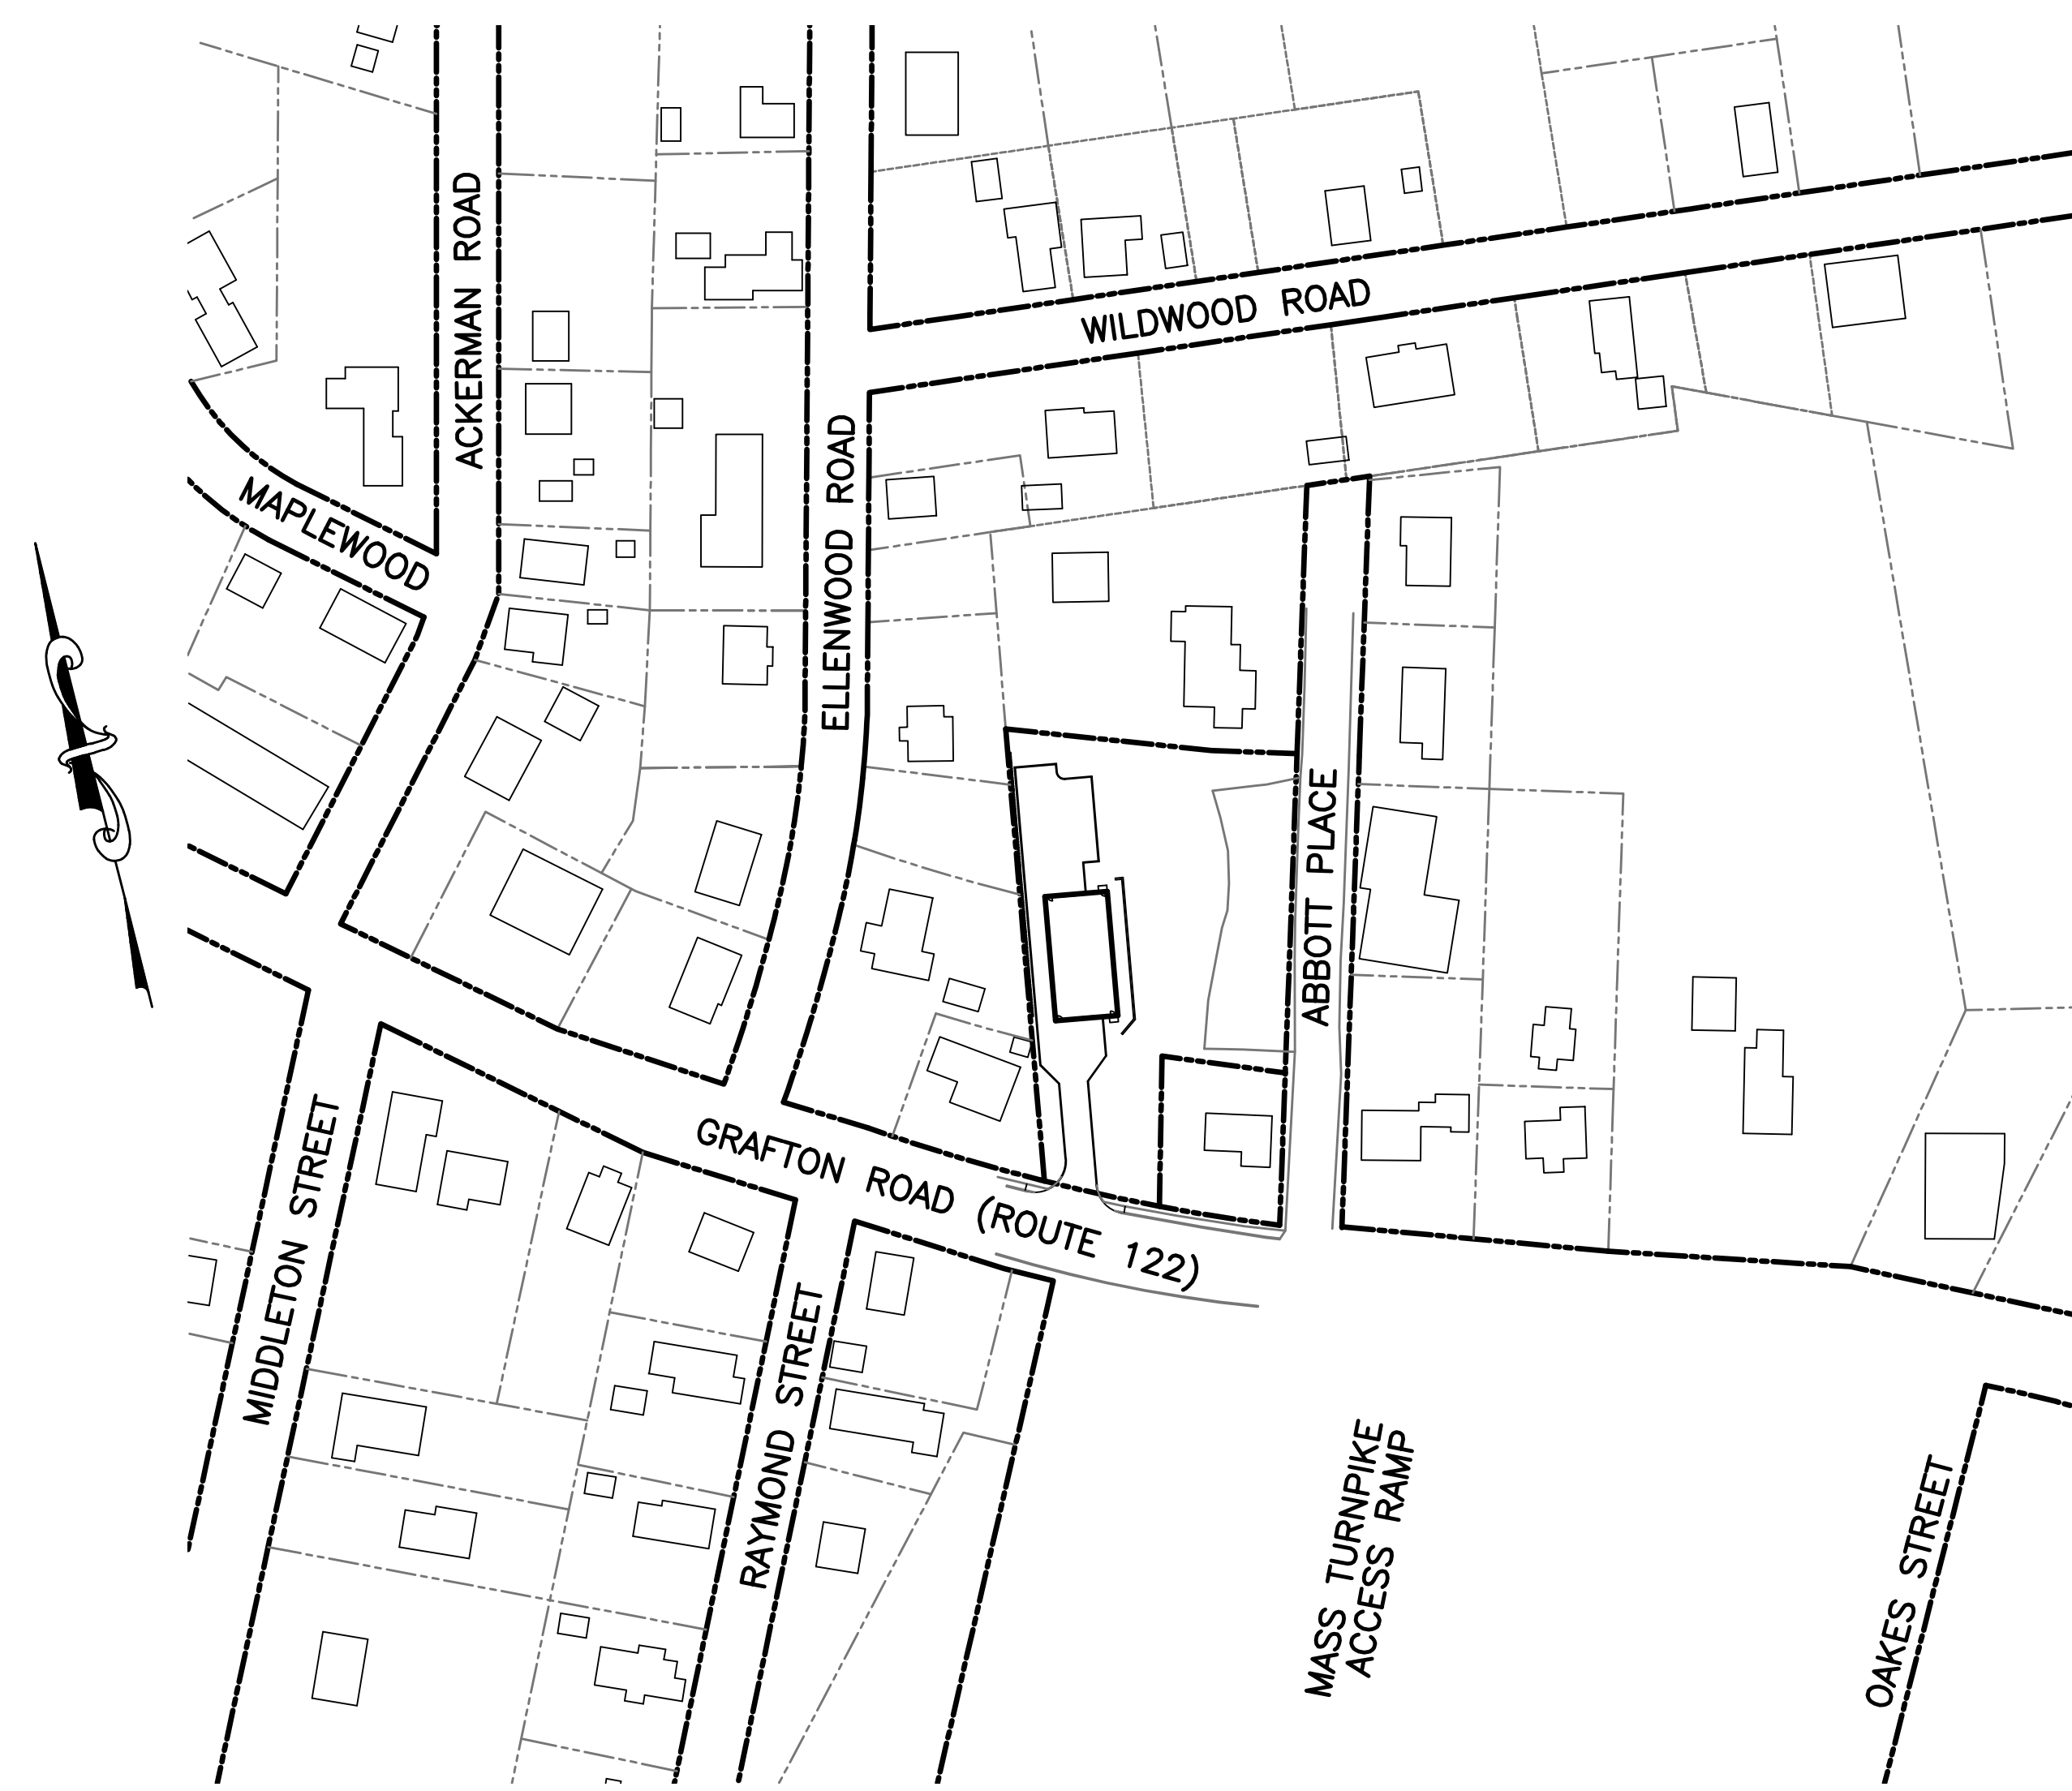 ACKERMAN ROAD
WILDWOOD ROAD
ELLENWOOD ROAD
MAPLEWOOD
ABBOTT PLACE
GRAFTON ROAD (ROUTE 122)
MIDDLETON STREET
RAYMOND STREET
MASS TURNPIKE
ACCESS RAMP
OAKES STREET